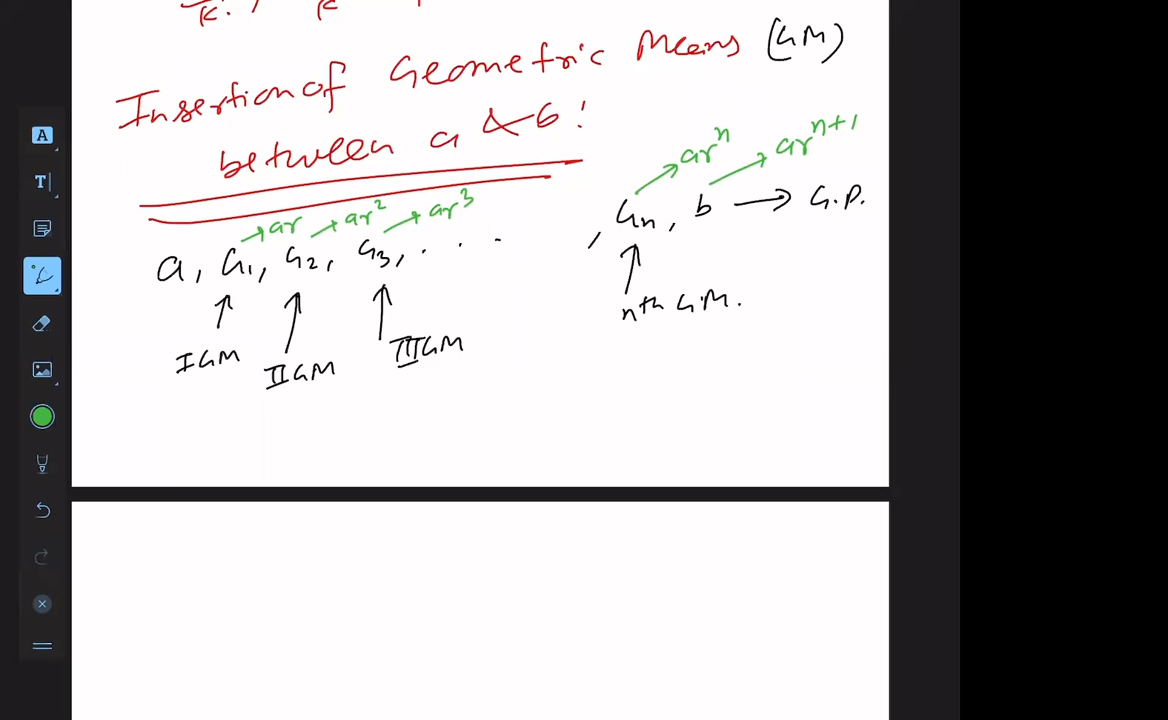 Insertion of Geometric Means (GM)
between a & b :
→ar →ar² →ar³ →arⁿ →arⁿ⁺¹
a, G₁, G₂, G₃, . . . , Gₙ, b → G.P.
I GM II GM III GM nᵗʰ G.M.